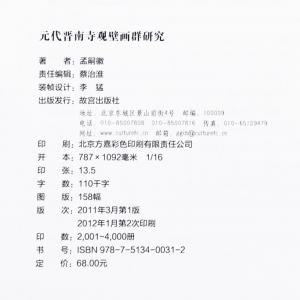 元代晋南寺观壁画群研究
著 者：孟嗣徽
责任编辑：蔡治淮
装帧设计：李 猛
出版发行：故宫出版社
地址：北京东城区景山前街4号 邮编：100009
电话：010-85007808 010-85007816 传真：010-65129479
网址：www.culturefc.cn 邮箱：
印 刷：北京方嘉彩色印刷有限责任公司
开 本：787×1092毫米 1/16
印 张：13.5
字 数：110千字
图 版：158幅
版 次：2011年3月第1版
2012年1月第2次印刷
印 数：2,001~4,000册
书 号：ISBN 978-7-5134-0031-2
定 价：68.00元